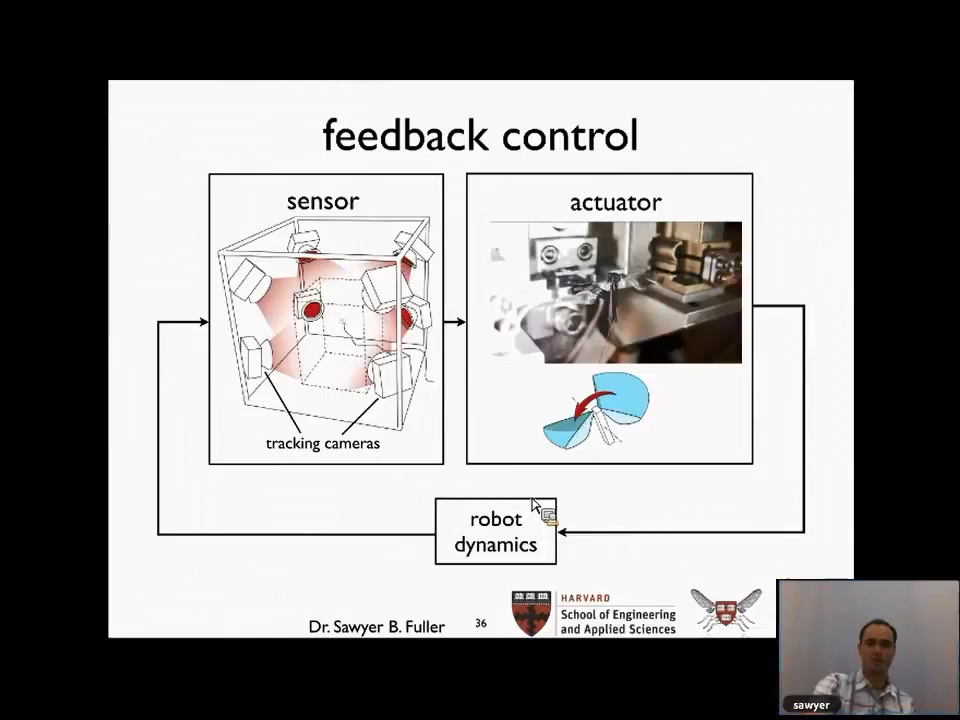 feedback control
sensor
actuator
tracking cameras
robot
dynamics
Dr. Sawyer B. Fuller
36
HARVARD
School of Engineering
and Applied Sciences
sawyer